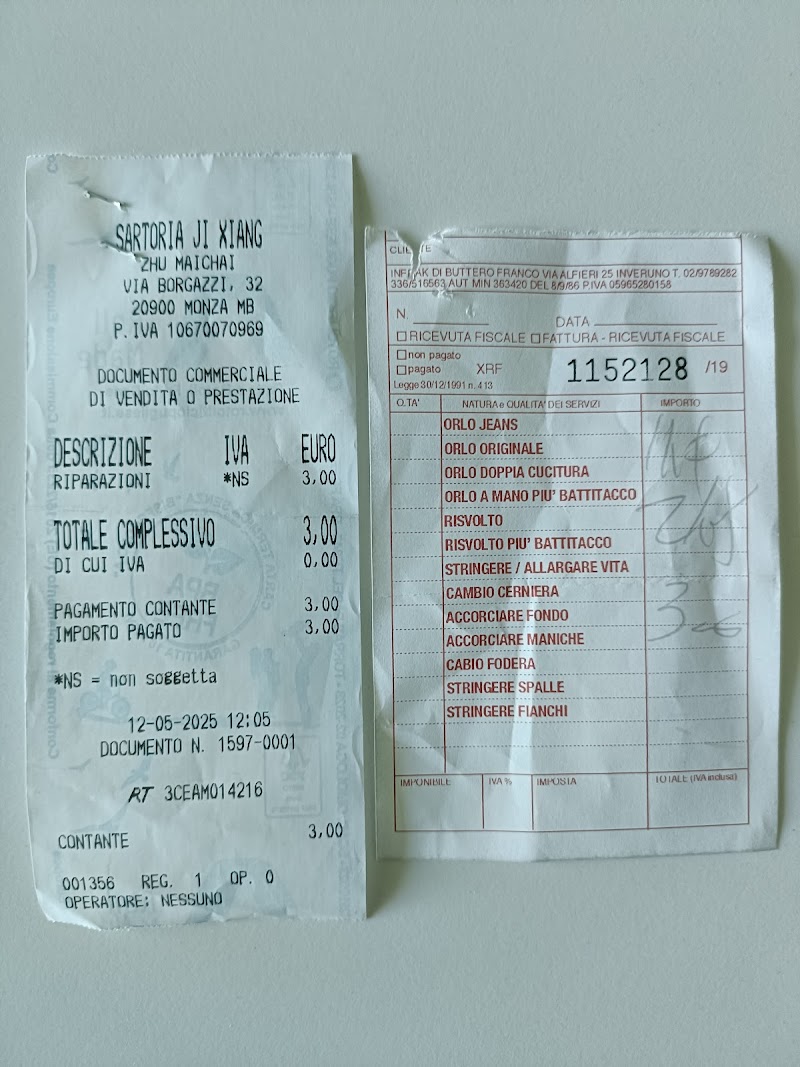 SARTORIA JI XIANG
ZHU MAICHAI
VIA BORGAZZI, 32
20900 MONZA MB
P.IVA 10670070969
DOCUMENTO COMMERCIALE
DI VENDITA O PRESTAZIONE
DESCRIZIONE IVA EURO
RIPARAZIONI *NS 3,00
TOTALE COMPLESSIVO 3,00
DI CUI IVA 0,00
PAGAMENTO CONTANTE 3,00
IMPORTO PAGATO 3,00
*NS = non soggetta
12-05-2025 12:05
DOCUMENTO N. 1597-0001
RT 3CEAM014216
CONTANTE 3,00
001356 REG. 1 OP. 0
OPERATORE: NESSUNO
DI BUTTERO FRANCO VIA ALFIERI 25 INVERUNO T. 02/9789282
336/516563 AUT MIN 363420 DEL 8/9/86 P.IVA 05965280158
N.
DATA
RICEVUTA FISCALE FATTURA - RICEVUTA FISCALE
non pagato
pagato XRF 1152128 /19
Legge 30/12/1991 n. 413
Q.TA' NATURA e QUALITA' DEI SERVIZI IMPORTO
ORLO JEANS
ORLO ORIGINALE
ORLO DOPPIA CUCITURA
ORLO A MANO PIU' BATTITACCO
RISVOLTO
RISVOLTO PIU' BATTITACCO
STRINGERE / ALLARGARE VITA
CAMBIO CERNIERA
ACCORCIARE FONDO
ACCORCIARE MANICHE
CABIO FODERA
STRINGERE SPALLE
STRINGERE FIANCHI
IMPONIBILE IVA % IMPOSTA TOTALE (IVA inclusa)